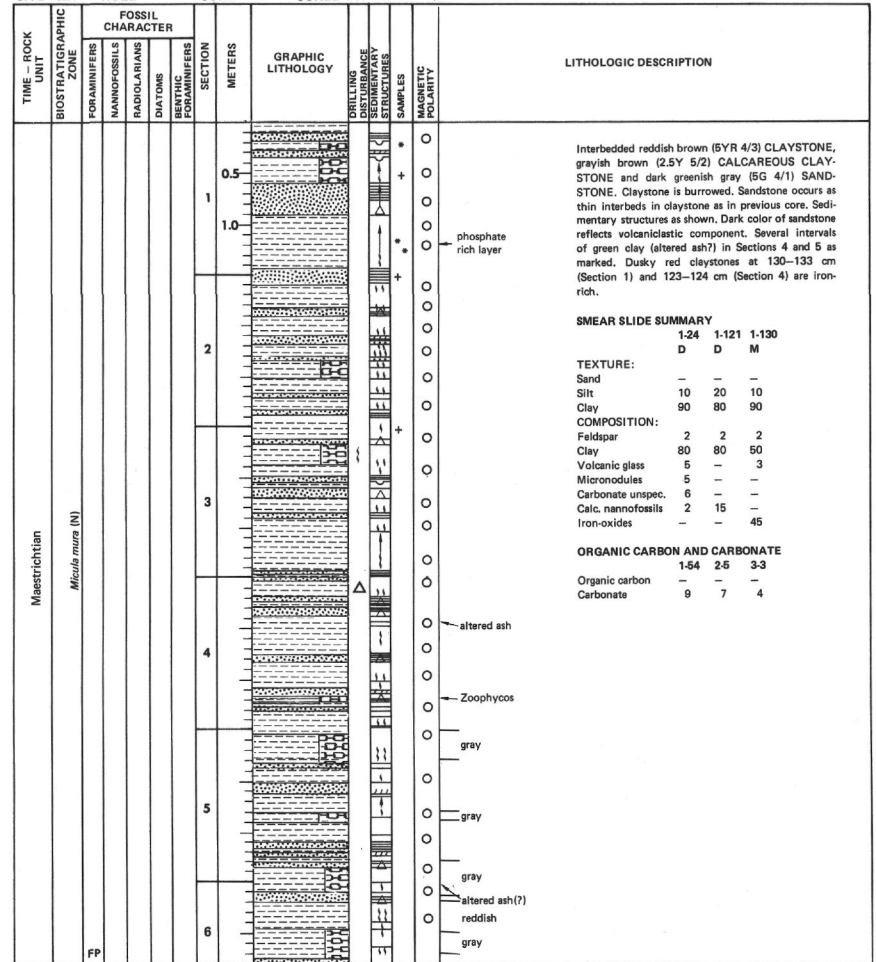 TIME – ROCK UNIT
BIOSTRATIGRAPHIC ZONE
FOSSIL CHARACTER
FORAMINIFERS
NANNOFOSSILS
RADIOLARIANS
DIATOMS
BENTHIC FORAMINIFERS
SECTION
METERS
GRAPHIC LITHOLOGY
DRILLING DISTURBANCE
SEDIMENTARY STRUCTURES
SAMPLES
MAGNETIC POLARITY
LITHOLOGIC DESCRIPTION
Maestrichtian
Micula mura (N)
FP
1
0.5
1.0
2
3
4
5
6
phosphate
rich layer
altered ash
Zoophycos
gray
gray
gray
altered ash(?)
reddish
gray
Interbedded reddish brown (5YR 4/3) CLAYSTONE,
grayish brown (2.5Y 5/2) CALCAREOUS CLAY-
STONE and dark greenish gray (5G 4/1) SAND-
STONE. Claystone is burrowed. Sandstone occurs as
thin interbeds in claystone as in previous core. Sedi-
mentary structures as shown. Dark color of sandstone
reflects volcaniclastic component. Several intervals
of green clay (altered ash?) in Sections 4 and 5 as
marked. Dusky red claystones at 130–133 cm
(Section 1) and 123–124 cm (Section 4) are iron-
rich.
SMEAR SLIDE SUMMARY
1-24 1-121 1-130
D D M
TEXTURE:
Sand – – –
Silt 10 20 10
Clay 90 80 90
COMPOSITION:
Feldspar 2 2 2
Clay 80 80 50
Volcanic glass 5 – 3
Micronodules 5 – –
Carbonate unspec. 6 – –
Calc. nannofossils 2 15 –
Iron-oxides – – 45
ORGANIC CARBON AND CARBONATE
1-54 2-5 3-3
Organic carbon – – –
Carbonate 9 7 4